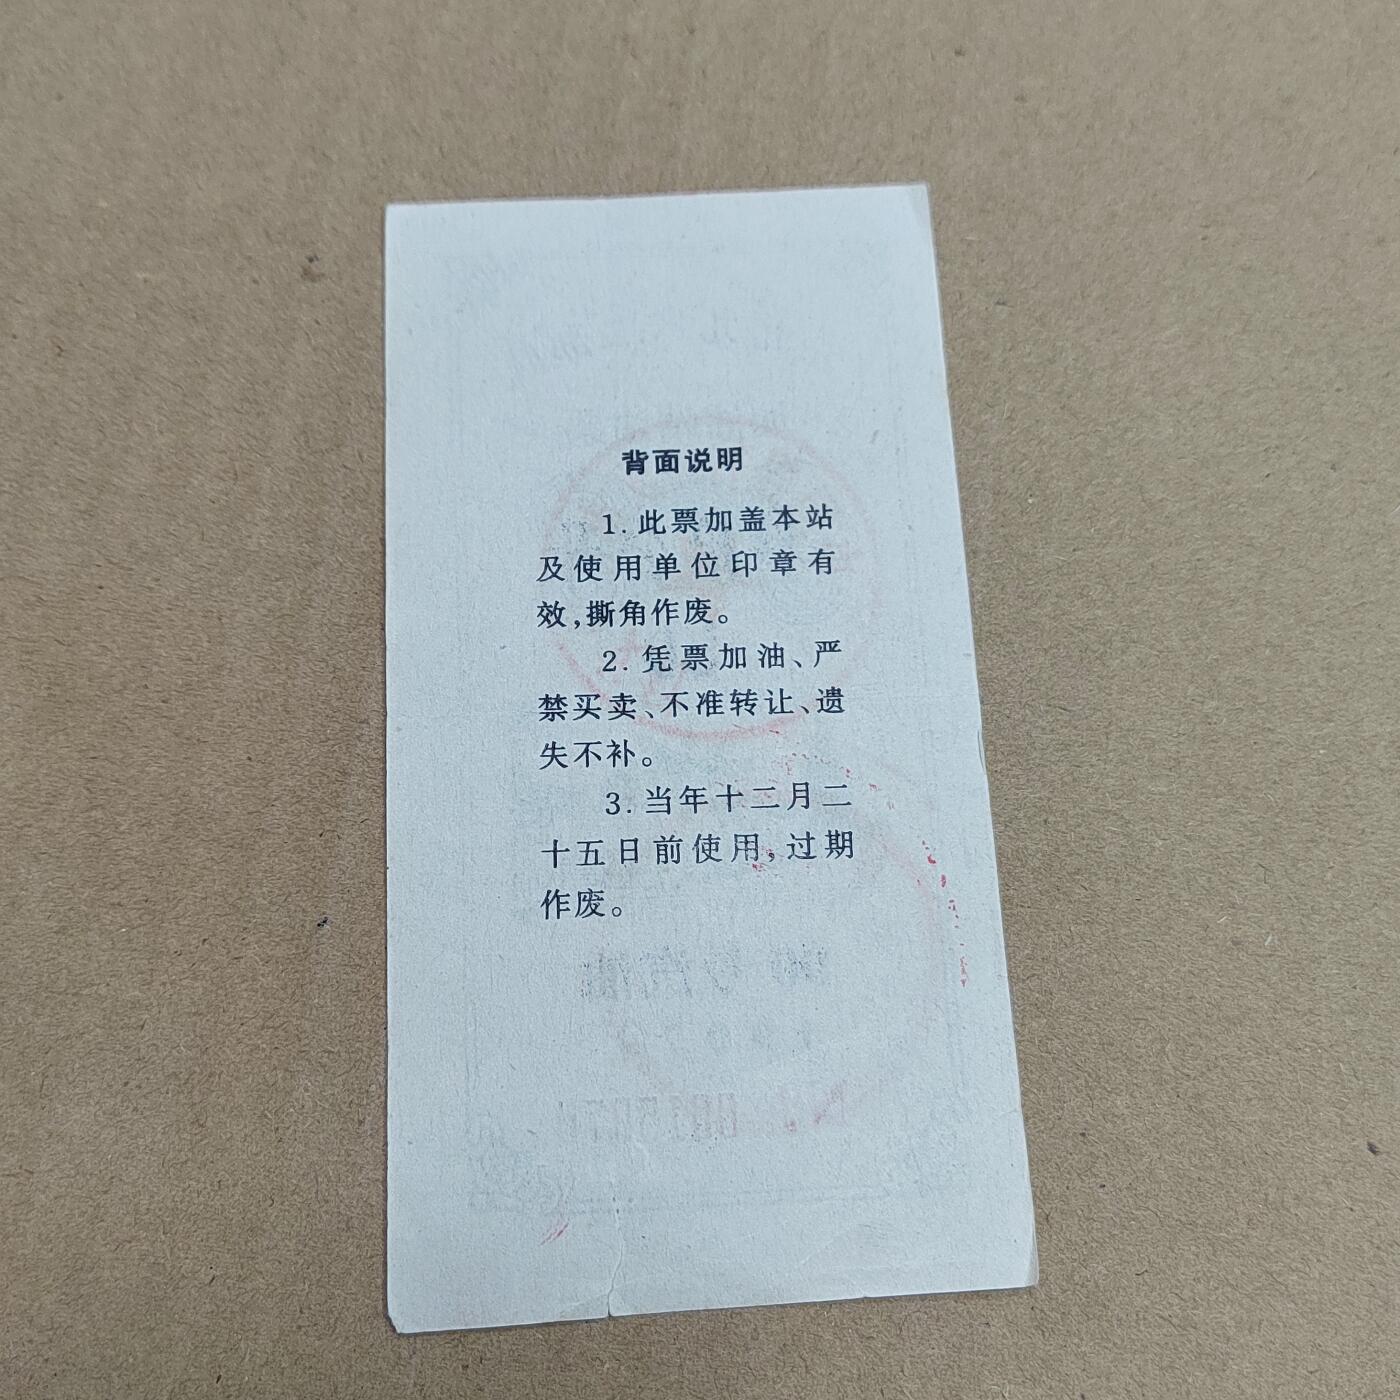 背面说明
1. 此票加盖本站
及使用单位印章有
效,撕角作废。
2. 凭票加油、严
禁买卖、不准转让、遗
失不补。
3. 当年十二月二
十五日前使用,过期
作废。